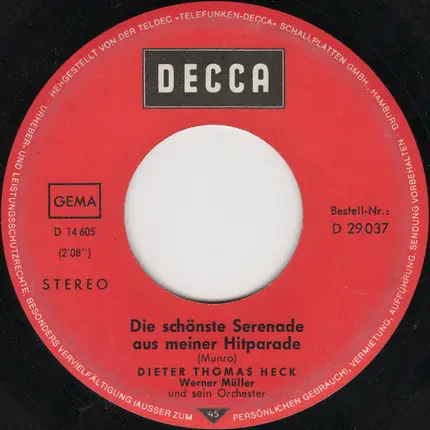 HERGESTELLT VON DER TELDEC »TELEFUNKEN-DECCA« SCHALLPLATTEN GMBH., HAMBURG -
URHEBER- UND LEISTUNGSSCHUTZRECHTE, BESONDERS VERVIELFÄLTIGUNG (AUSSER ZUM PERSÖNLICHEN GEBRAUCH), VERMIETUNG, AUFFÜHRUNG, SENDUNG VORBEHALTEN
DECCA
GEMA
D 14 605
(2'08'')
STEREO
Bestell-Nr.:
D 29 037
Die schönste Serenade
aus meiner Hitparade
(Munro)
DIETER THOMAS HECK
Werner Müller
und sein Orchester
45